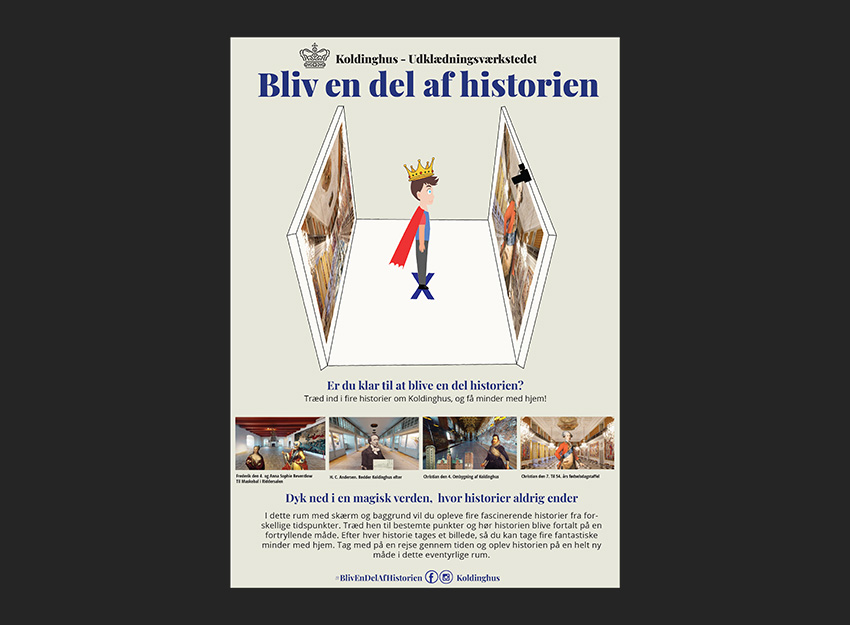 Koldinghus - Udklædningsværkstedet
Bliv en del af historien
X
Er du klar til at blive en del historien?
Træd ind i fire historier om Koldinghus, og få minder med hjem!
Frederik den 4. og Anna Sophie Reventlow
Til Maskebal i Riddersalen
H. C. Andersen. Redder Koldinghus efter
Christian den 4. Ombygning af Koldinghus
Christian den 7. Til 54. års fødselsdagstaffel
Dyk ned i en magisk verden, hvor historier aldrig ender
I dette rum med skærm og baggrund vil du opleve fire fascinerende historier fra for-
skellige tidspunkter. Træd hen til bestemte punkter og hør historien blive fortalt på en
fortryllende måde. Efter hver historie tages et billede, så du kan tage fire fantastiske
minder med hjem. Tag med på en rejse gennem tiden og oplev historien på en helt ny
måde i dette eventyrlige rum.
#BlivEnDelAfHistorien f Koldinghus